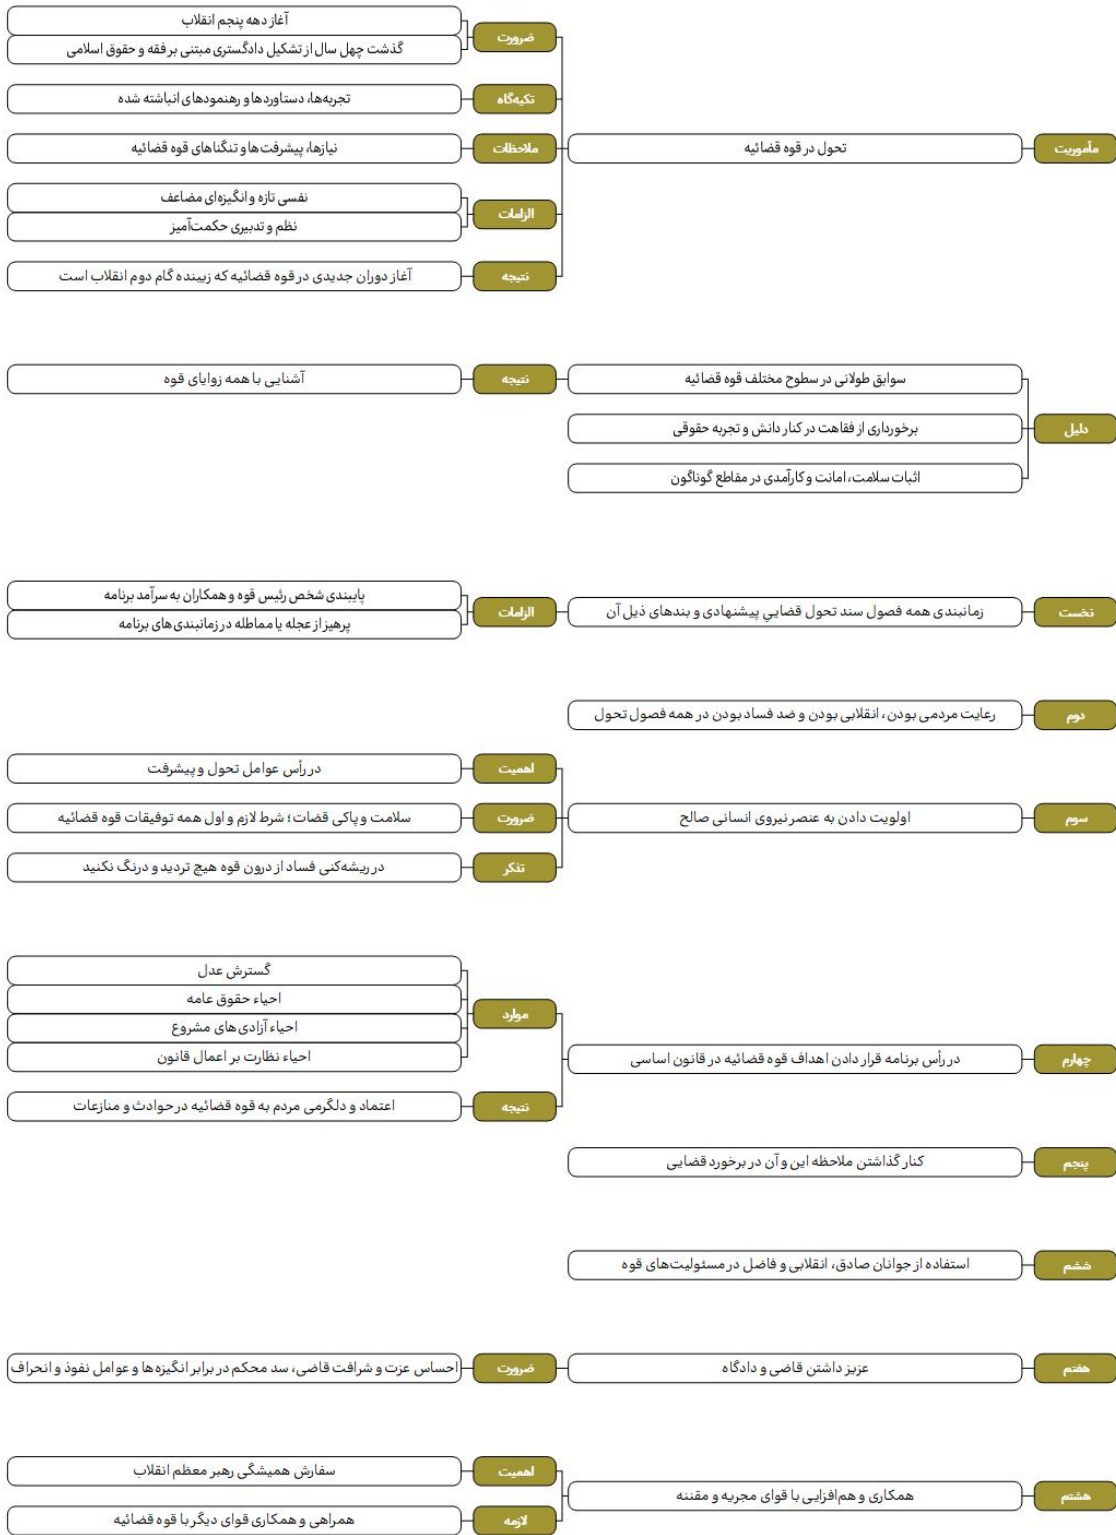 مأموریت
تحول در قوه قضائیه
ضرورت
آغاز دهه پنجم انقلاب
گذشت چهل سال از تشکیل دادگستری مبتنی بر فقه و حقوق اسلامی
تکیه‌گاه
تجربه‌ها، دستاوردها و رهنمودهای انباشته شده
ملاحظات
نیازها، پیشرفت‌ها و تنگناهای قوه قضائیه
الزامات
نفسی تازه و انگیزه‌ای مضاعف
نظم و تدبیری حکمت‌آمیز
نتیجه
آغاز دوران جدیدی در قوه قضائیه که زیبنده گام دوم انقلاب است
دلیل
سوابق طولانی در سطوح مختلف قوه قضائیه
نتیجه
آشنایی با همه زوایای قوه
برخورداری از فقاهت در کنار دانش و تجربه حقوقی
اثبات سلامت، امانت و کارآمدی در مقاطع گوناگون
نخست
زمانبندی همه فصول سند تحول قضایي پیشنهادی و بندهای ذیل آن
الزامات
پایبندی شخص رئیس قوه و همکاران به سرآمد برنامه
پرهیز از عجله یا مماطله در زمانبندی‌های برنامه
دوم
رعایت مردمی بودن، انقلابی بودن و ضد فساد بودن در همه فصول تحول
سوم
اولویت دادن به عنصر نیروی انسانی صالح
اهمیت
در رأس عوامل تحول و پیشرفت
ضرورت
سلامت و پاکی قضات؛ شرط لازم و اول همه توفیقات قوه قضائیه
تذکر
در ریشه‌کنی فساد از درون قوه هیچ تردید و درنگ نکنید
چهارم
در رأس برنامه قرار دادن اهداف قوه قضائیه در قانون اساسی
موارد
گسترش عدل
احیاء حقوق عامه
احیاء آزادی‌های مشروع
احیاء نظارت بر اعمال قانون
نتیجه
اعتماد و دلگرمی مردم به قوه قضائیه در حوادث و منازعات
پنجم
کنار گذاشتن ملاحظه این و آن در برخورد قضایی
ششم
استفاده از جوانان صادق، انقلابی و فاضل در مسئولیت‌های قوه
هفتم
عزیز داشتن قاضی و دادگاه
ضرورت
احساس عزت و شرافت قاضی، سد محکم در برابر انگیزه‌ها و عوامل نفوذ و انحراف
هشتم
همکاری و هم‌افزایی با قوای مجریه و مقننه
اهمیت
سفارش همیشگی رهبر معظم انقلاب
لازمه
همراهی و همکاری قوای دیگر با قوه قضائیه